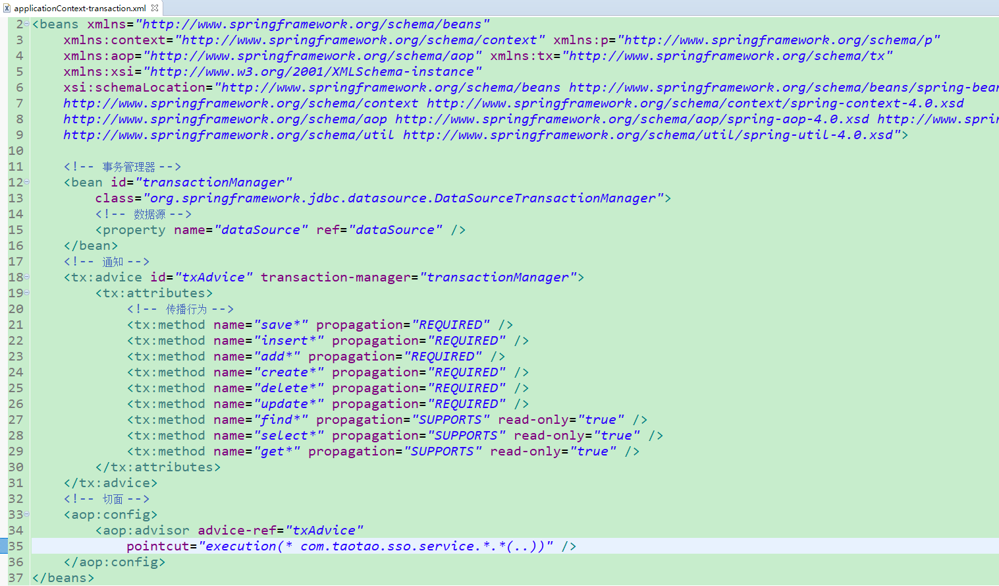 applicationContext-transaction.xml
2 <beans xmlns="http://www.springframework.org/schema/beans"
3 xmlns:context="http://www.springframework.org/schema/context" xmlns:p="http://www.springframework.org/schema/p"
4 xmlns:aop="http://www.springframework.org/schema/aop" xmlns:tx="http://www.springframework.org/schema/tx"
5 xmlns:xsi="http://www.w3.org/2001/XMLSchema-instance"
6 xsi:schemaLocation="http://www.springframework.org/schema/beans http://www.springframework.org/schema/beans/spring-bean
7 http://www.springframework.org/schema/context http://www.springframework.org/schema/context/spring-context-4.0.xsd
8 http://www.springframework.org/schema/aop http://www.springframework.org/schema/aop/spring-aop-4.0.xsd http://www.sprin
9 http://www.springframework.org/schema/util http://www.springframework.org/schema/util/spring-util-4.0.xsd">
10
11 <!-- 事务管理器 -->
12 <bean id="transactionManager"
13 class="org.springframework.jdbc.datasource.DataSourceTransactionManager">
14 <!-- 数据源 -->
15 <property name="dataSource" ref="dataSource" />
16 </bean>
17 <!-- 通知 -->
18 <tx:advice id="txAdvice" transaction-manager="transactionManager">
19 <tx:attributes>
20 <!-- 传播行为 -->
21 <tx:method name="save*" propagation="REQUIRED" />
22 <tx:method name="insert*" propagation="REQUIRED" />
23 <tx:method name="add*" propagation="REQUIRED" />
24 <tx:method name="create*" propagation="REQUIRED" />
25 <tx:method name="delete*" propagation="REQUIRED" />
26 <tx:method name="update*" propagation="REQUIRED" />
27 <tx:method name="find*" propagation="SUPPORTS" read-only="true" />
28 <tx:method name="select*" propagation="SUPPORTS" read-only="true" />
29 <tx:method name="get*" propagation="SUPPORTS" read-only="true" />
30 </tx:attributes>
31 </tx:advice>
32 <!-- 切面 -->
33 <aop:config>
34 <aop:advisor advice-ref="txAdvice"
35 pointcut="execution(* com.taotao.sso.service.*.*(..))" />
36 </aop:config>
37 </beans>